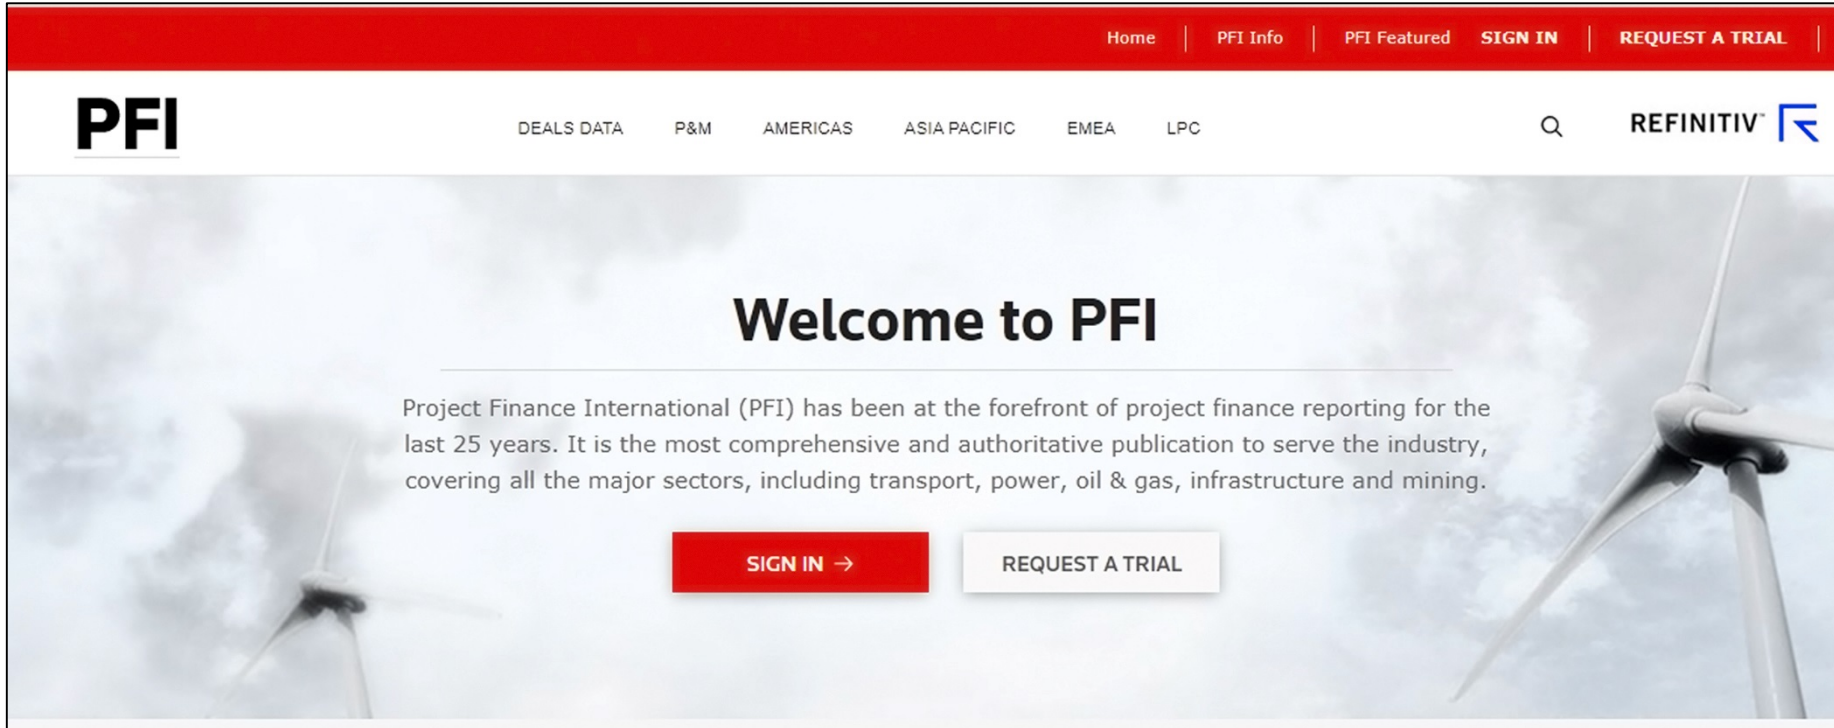 Home | PFI Info | PFI Featured SIGN IN | REQUEST A TRIAL |
PFI DEALS DATA P&M AMERICAS ASIA PACIFIC EMEA LPC REFINITIV™
Welcome to PFI
Project Finance International (PFI) has been at the forefront of project finance reporting for the
last 25 years. It is the most comprehensive and authoritative publication to serve the industry,
covering all the major sectors, including transport, power, oil & gas, infrastructure and mining.
SIGN IN → REQUEST A TRIAL